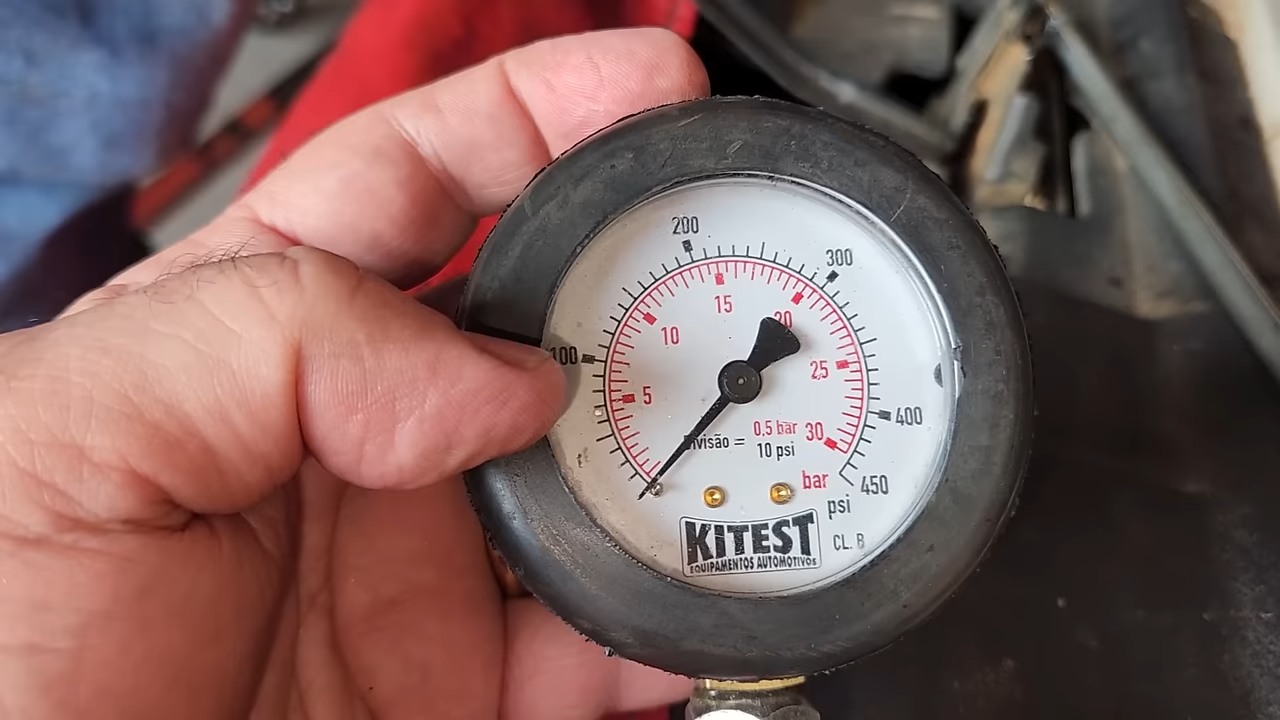 200
300
100
15
20
10
25
5
400
0.5 bar
30
Divisão =
10 psi
bar
450
psi
KITEST
EQUIPAMENTOS AUTOMOTIVOS
CL. B